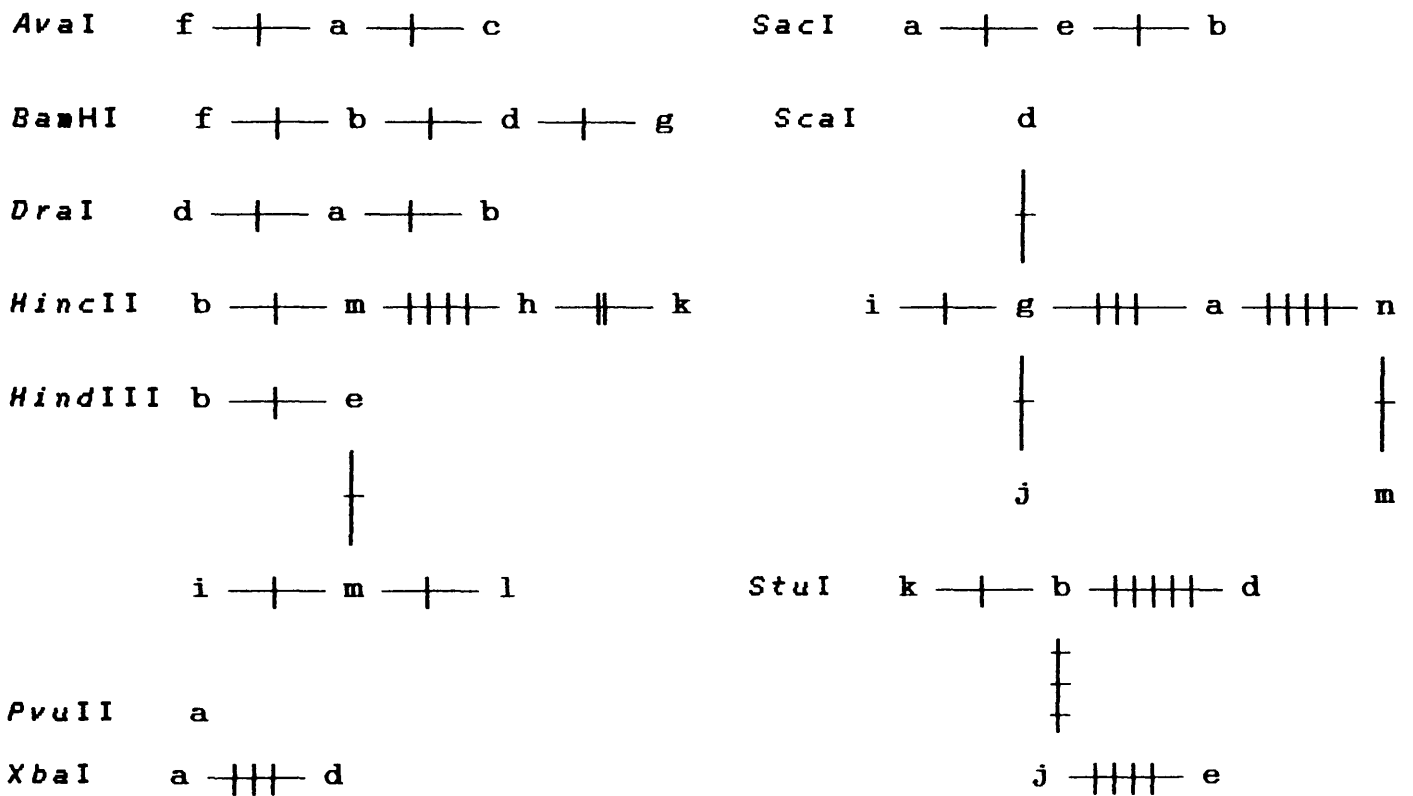 AvaI f a c
SacI a e b
BamHI f b d g
ScaI d
DraI d a b
HincII b m h k
i g a n
HindIII b e
j m
i m l
StuI k b d
PvuII a
XbaI a d
j e